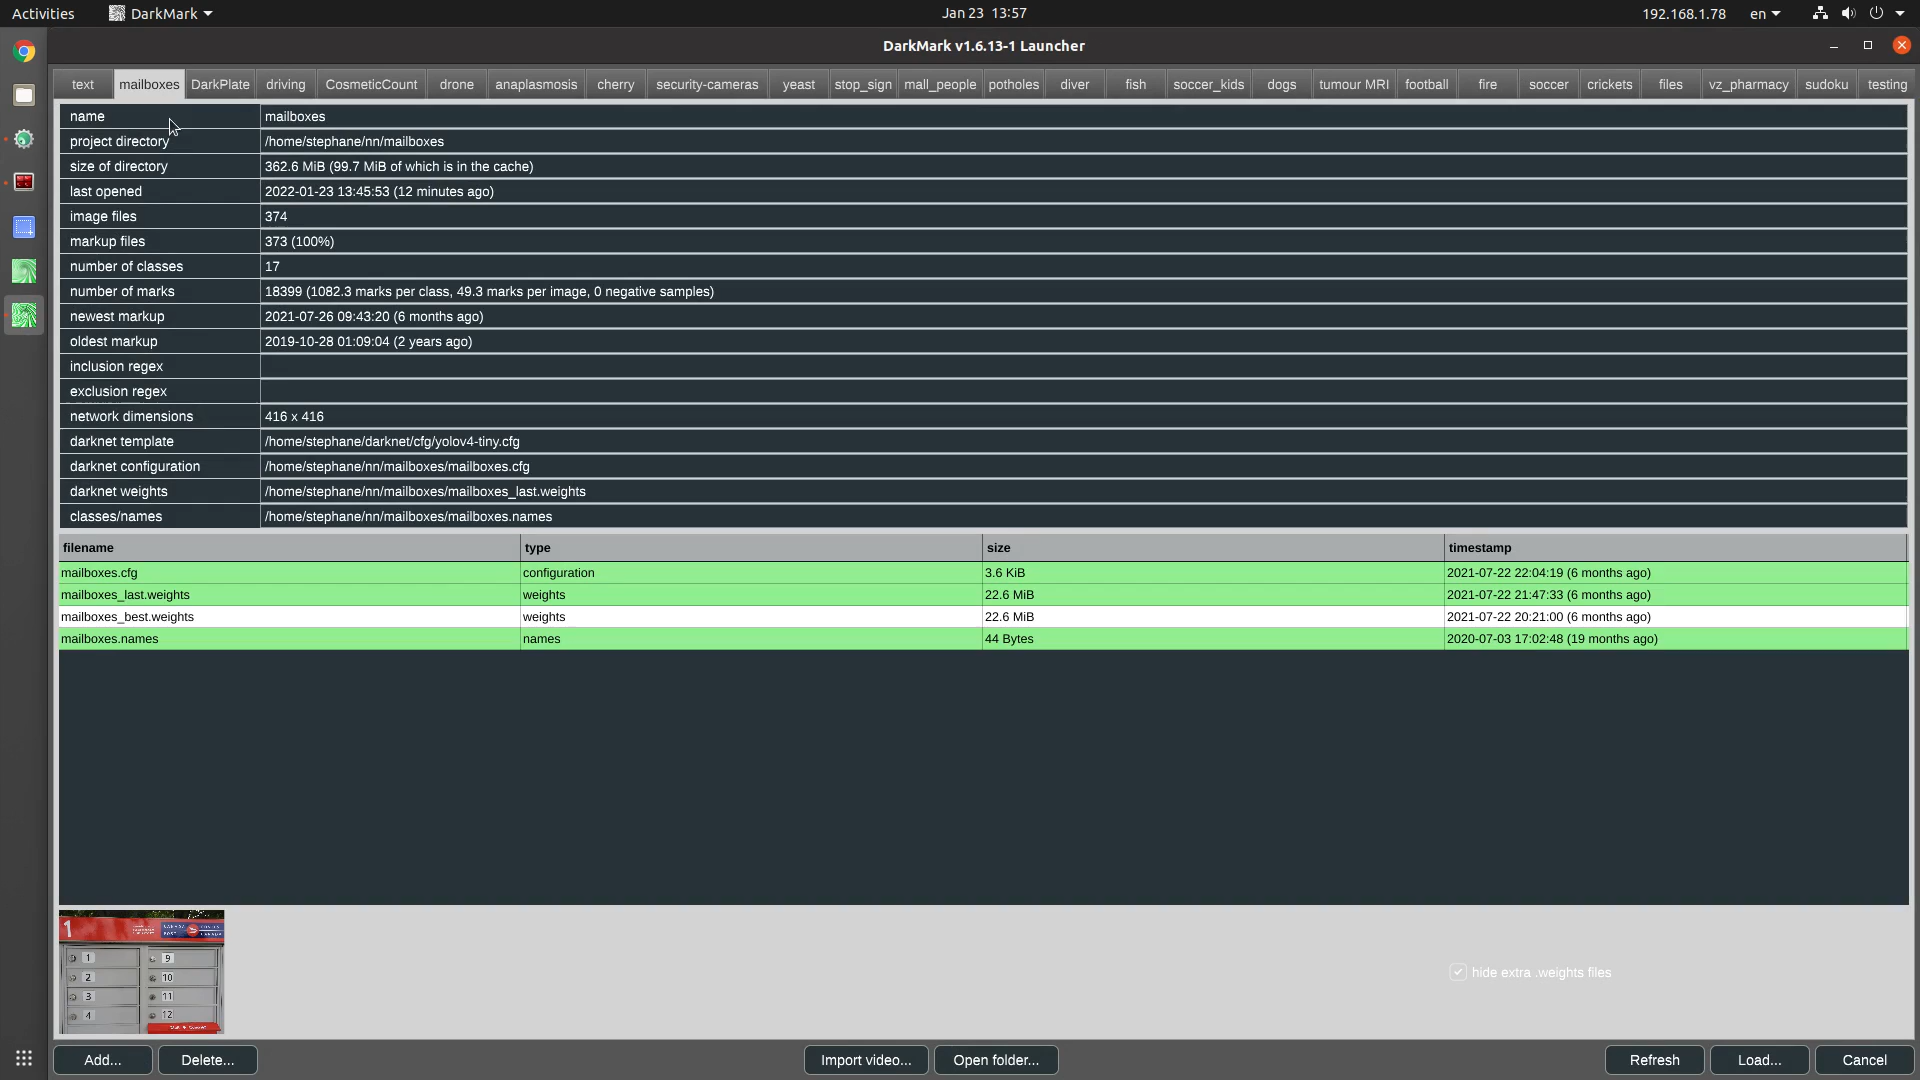 Activities DarkMark Jan 23 13:57 192.168.1.78 en
DarkMark v1.6.13-1 Launcher
text mailboxes DarkPlate driving CosmeticCount drone anaplasmosis cherry security-cameras yeast stop_sign mall_people potholes diver fish soccer_kids dogs tumour MRI football fire soccer crickets files vz_pharmacy sudoku testing
name mailboxes
project directory /home/stephane/nn/mailboxes
size of directory 362.6 MiB (99.7 MiB of which is in the cache)
last opened 2022-01-23 13:45:53 (12 minutes ago)
image files 374
markup files 373 (100%)
number of classes 17
number of marks 18399 (1082.3 marks per class, 49.3 marks per image, 0 negative samples)
newest markup 2021-07-26 09:43:20 (6 months ago)
oldest markup 2019-10-28 01:09:04 (2 years ago)
inclusion regex
exclusion regex
network dimensions 416 x 416
darknet template /home/stephane/darknet/cfg/yolov4-tiny.cfg
darknet configuration /home/stephane/nn/mailboxes/mailboxes.cfg
darknet weights /home/stephane/nn/mailboxes/mailboxes_last.weights
classes/names /home/stephane/nn/mailboxes/mailboxes.names
filename type size timestamp
mailboxes.cfg configuration 3.6 KiB 2021-07-22 22:04:19 (6 months ago)
mailboxes_last.weights weights 22.6 MiB 2021-07-22 21:47:33 (6 months ago)
mailboxes_best.weights weights 22.6 MiB 2021-07-22 20:21:00 (6 months ago)
mailboxes.names names 44 Bytes 2020-07-03 17:02:48 (19 months ago)
1
1 9
2 10
3 11
4 12
hide extra .weights files
Add... Delete... Import video... Open folder... Refresh Load... Cancel